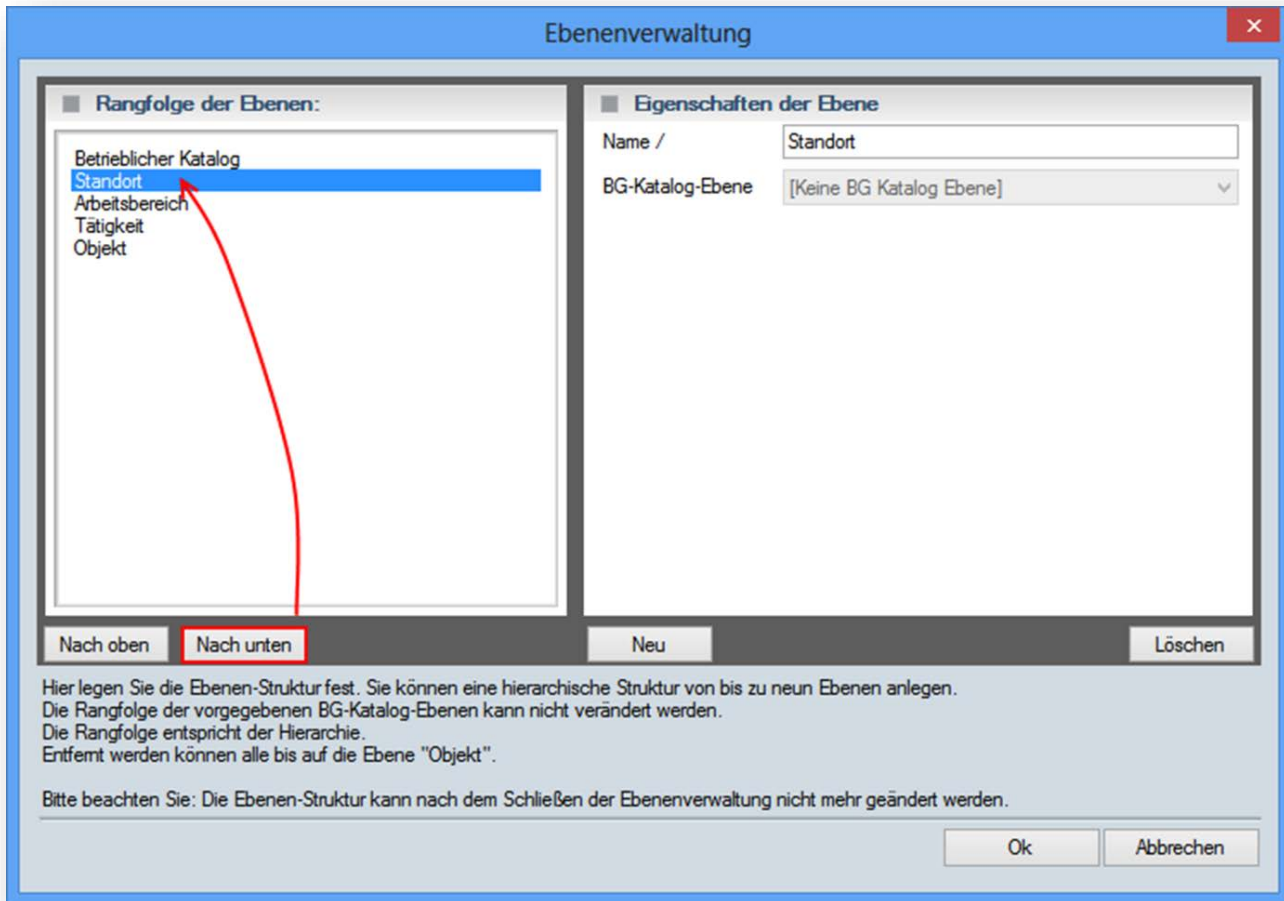 Ebenenverwaltung
Rangfolge der Ebenen:
Betrieblicher Katalog
Standort
Arbeitsbereich
Tätigkeit
Objekt
Nach oben
Nach unten
Eigenschaften der Ebene
Name /
Standort
BG-Katalog-Ebene
[Keine BG Katalog Ebene]
Neu
Löschen
Hier legen Sie die Ebenen-Struktur fest. Sie können eine hierarchische Struktur von bis zu neun Ebenen anlegen.
Die Rangfolge der vorgegebenen BG-Katalog-Ebenen kann nicht verändert werden.
Die Rangfolge entspricht der Hierarchie.
Entfernt werden können alle bis auf die Ebene "Objekt".
Bitte beachten Sie: Die Ebenen-Struktur kann nach dem Schließen der Ebenenverwaltung nicht mehr geändert werden.
Ok
Abbrechen